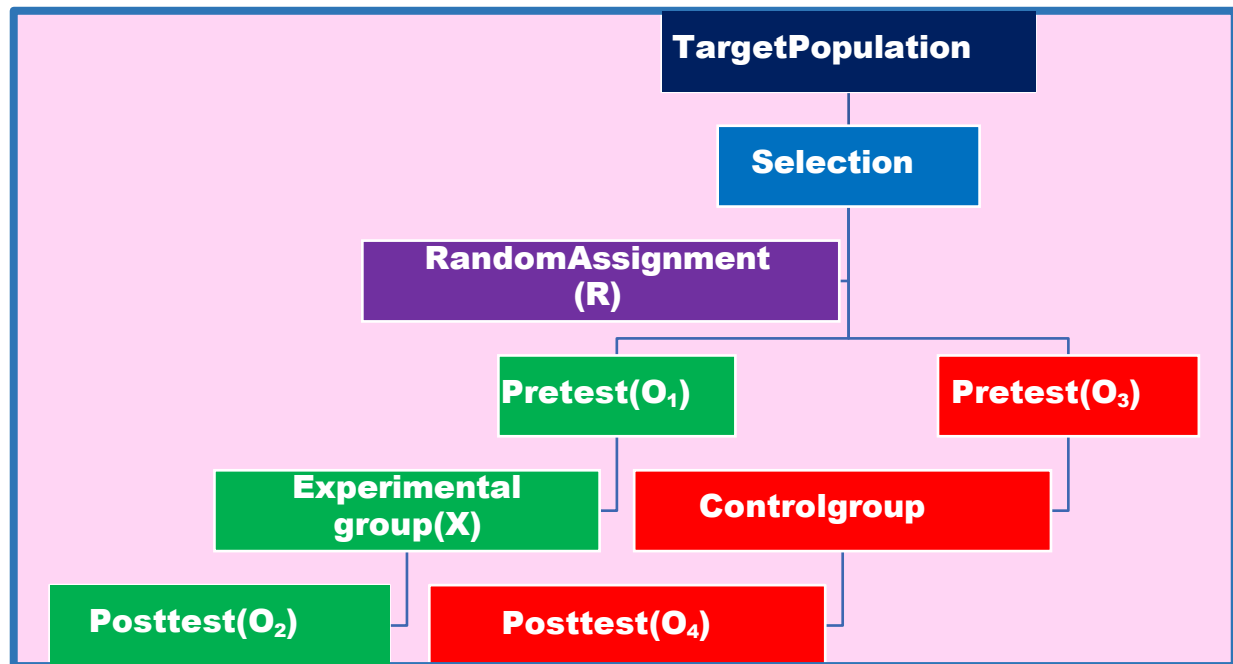 TargetPopulation
Selection
RandomAssignment
(R)
Pretest(O₁)
Pretest(O₃)
Experimental
group(X)
Controlgroup
Posttest(O₂)
Posttest(O₄)